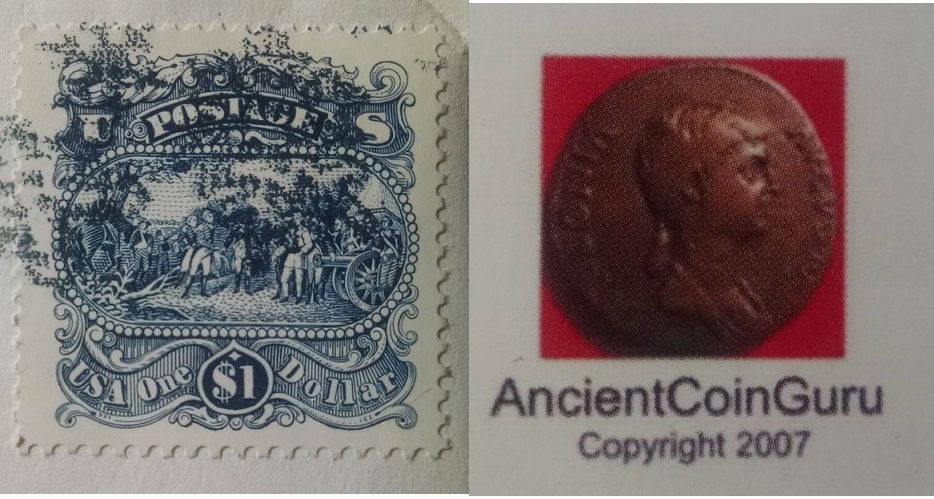 U POSTAGE S
USA One $1 Dollar
AncientCoinGuru
Copyright 2007